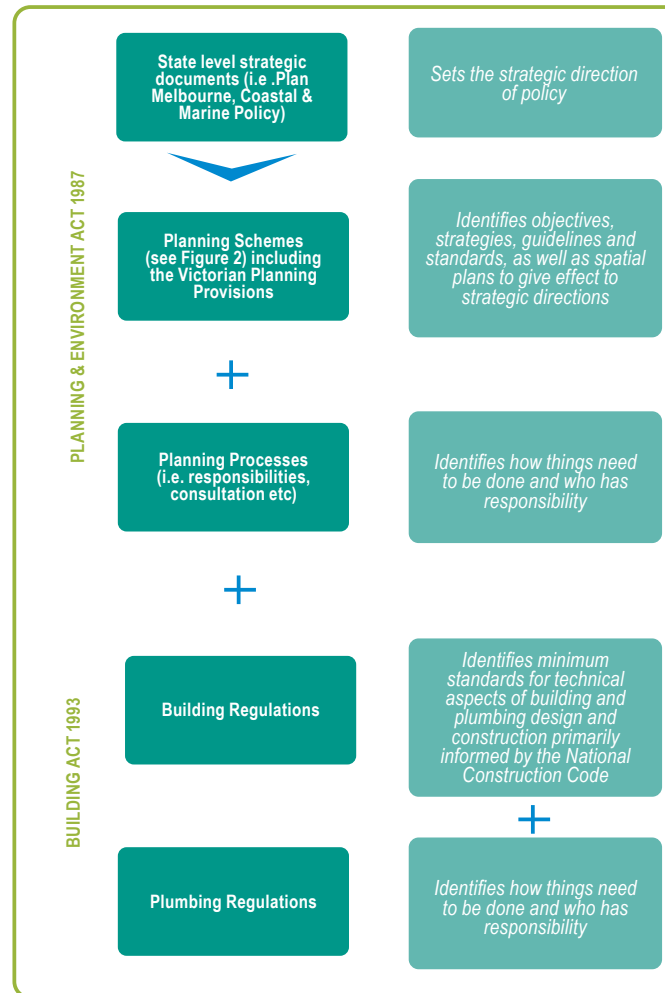 PLANNING & ENVIRONMENT ACT 1987
State level strategic
documents (i.e .Plan
Melbourne, Coastal &
Marine Policy)
Sets the strategic direction
of policy
Planning Schemes
(see Figure 2) including
the Victorian Planning
Provisions
Identifies objectives,
strategies, guidelines and
standards, as well as spatial
plans to give effect to
strategic directions
+
Planning Processes
(i.e. responsibilities,
consultation etc)
Identifies how things need
to be done and who has
responsibility
+
BUILDING ACT 1993
Building Regulations
Identifies minimum
standards for technical
aspects of building and
plumbing design and
construction primarily
informed by the National
Construction Code
+
Plumbing Regulations
Identifies how things need
to be done and who has
responsibility